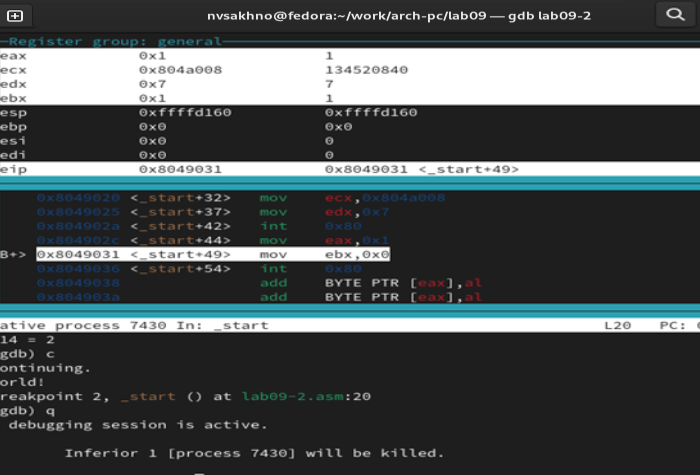 nvsakhno@fedora:~/work/arch-pc/lab09 — gdb lab09-2
Register group: general
eax 0x1 1
ecx 0x804a008 134520840
edx 0x7 7
ebx 0x1 1
esp 0xffffd160 0xffffd160
ebp 0x0 0x0
esi 0x0 0
edi 0x0 0
eip 0x8049031 0x8049031 <_start+49>
0x8049020 <_start+32> mov ecx,0x804a008
0x8049025 <_start+37> mov edx,0x7
0x804902a <_start+42> int 0x80
0x804902c <_start+44> mov eax,0x1
B+> 0x8049031 <_start+49> mov ebx,0x0
0x8049036 <_start+54> int 0x80
0x8049038 add BYTE PTR [eax],al
0x804903a add BYTE PTR [eax],al
ative process 7430 In: _start L20 PC:
14 = 2
gdb) c
ontinuing.
orld!
reakpoint 2, _start () at lab09-2.asm:20
gdb) q
debugging session is active.
Inferior 1 [process 7430] will be killed.